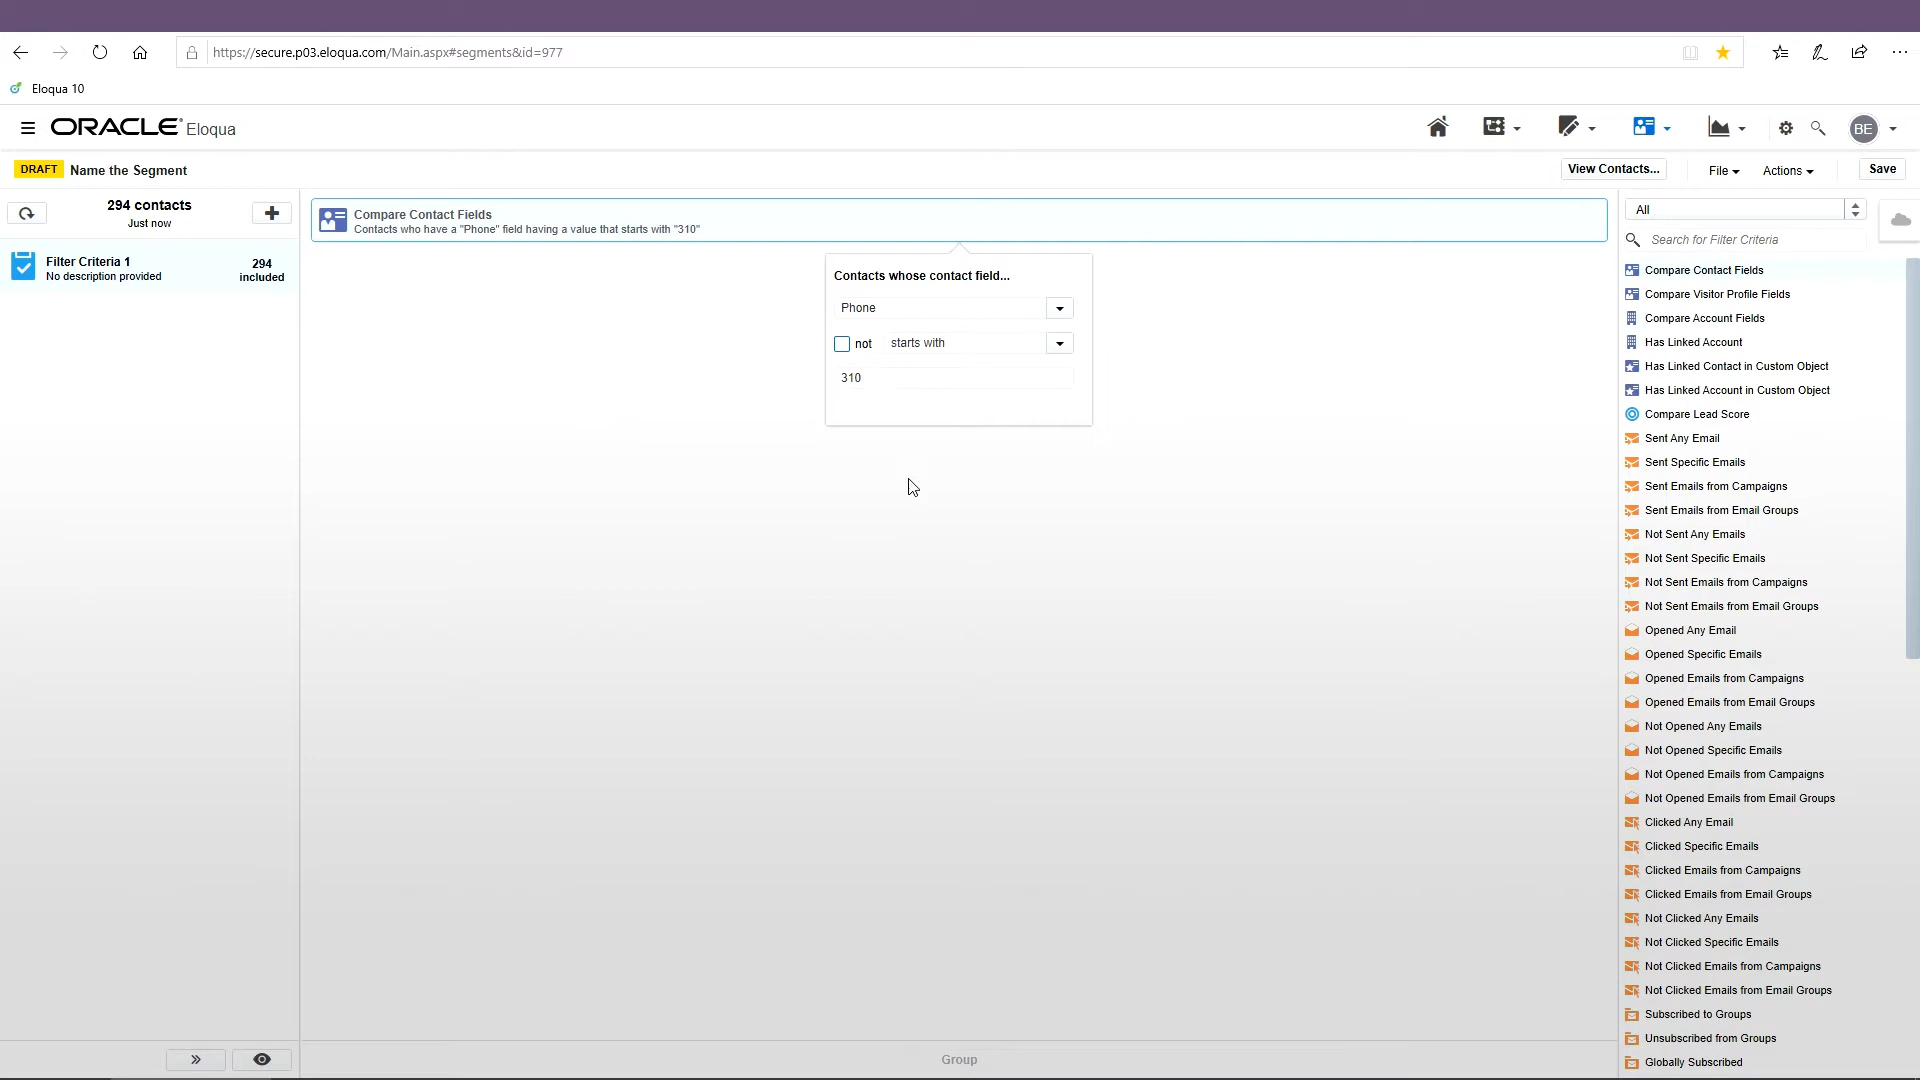 https://secure.p03.eloqua.com/Main.aspx#segments&id=977
Eloqua 10
ORACLE Eloqua
BE
DRAFT Name the Segment
View Contacts...
File
Actions
Save
294 contacts
Just now
Filter Criteria 1
No description provided
294
included
Compare Contact Fields
Contacts who have a "Phone" field having a value that starts with "310"
Contacts whose contact field...
Phone
not starts with
310
Group
All
Search for Filter Criteria
Compare Contact Fields
Compare Visitor Profile Fields
Compare Account Fields
Has Linked Account
Has Linked Contact in Custom Object
Has Linked Account in Custom Object
Compare Lead Score
Sent Any Email
Sent Specific Emails
Sent Emails from Campaigns
Sent Emails from Email Groups
Not Sent Any Emails
Not Sent Specific Emails
Not Sent Emails from Campaigns
Not Sent Emails from Email Groups
Opened Any Email
Opened Specific Emails
Opened Emails from Campaigns
Opened Emails from Email Groups
Not Opened Any Emails
Not Opened Specific Emails
Not Opened Emails from Campaigns
Not Opened Emails from Email Groups
Clicked Any Email
Clicked Specific Emails
Clicked Emails from Campaigns
Clicked Emails from Email Groups
Not Clicked Any Emails
Not Clicked Specific Emails
Not Clicked Emails from Campaigns
Not Clicked Emails from Email Groups
Subscribed to Groups
Unsubscribed from Groups
Globally Subscribed